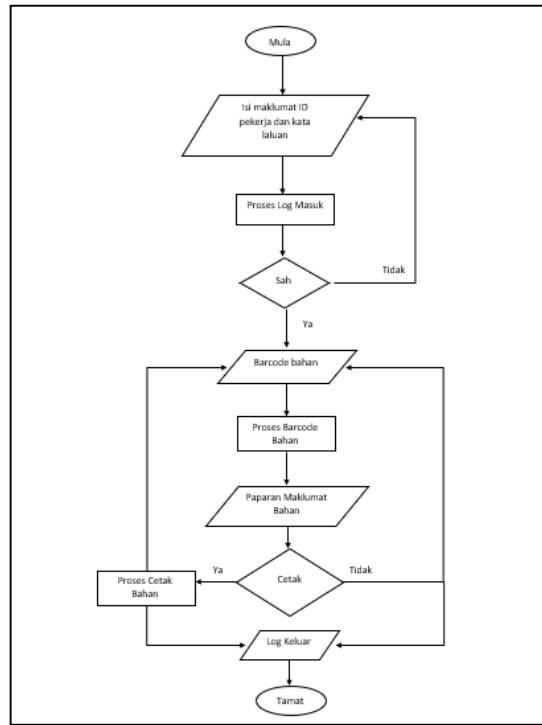 Mula
Isi maklumat ID
pekerja dan kata
laluan
Proses Log Masuk
Sah
Tidak
Ya
Barcode bahan
Proses Barcode
Bahan
Paparan Maklumat
Bahan
Ya
Cetak
Tidak
Proses Cetak
Bahan
Log Keluar
Tamat